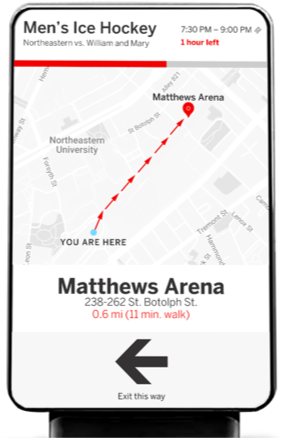 Men's Ice Hockey
7:30 PM – 9:00 PM
Northeastern vs. William and Mary
1 hour left
Matthews Arena
St Botolph St
Northeastern
University
Forsyth St
YOU ARE HERE
Tremont St
Lenox St
Matthews Arena
238-262 St. Botolph St.
0.6 mi (11 min. walk)
Exit this way